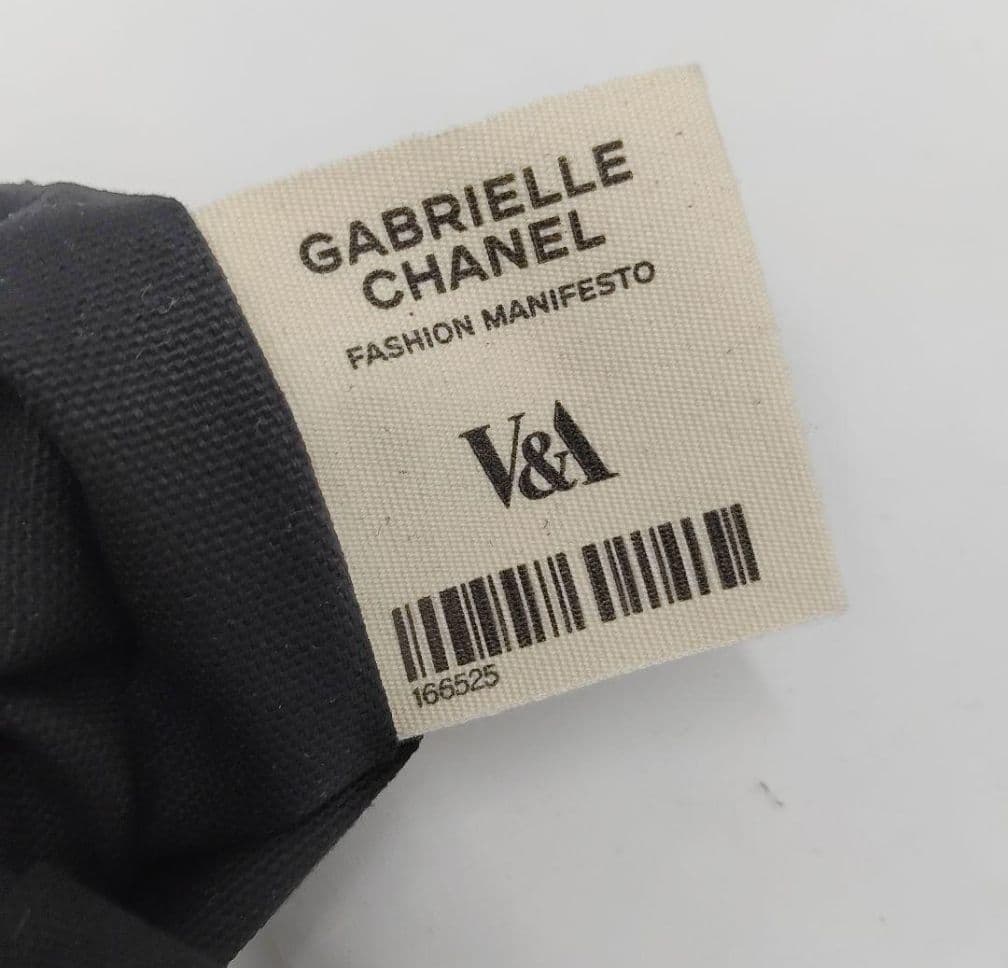 GABRIELLE
CHANEL
FASHION MANIFESTO
V&A
166525